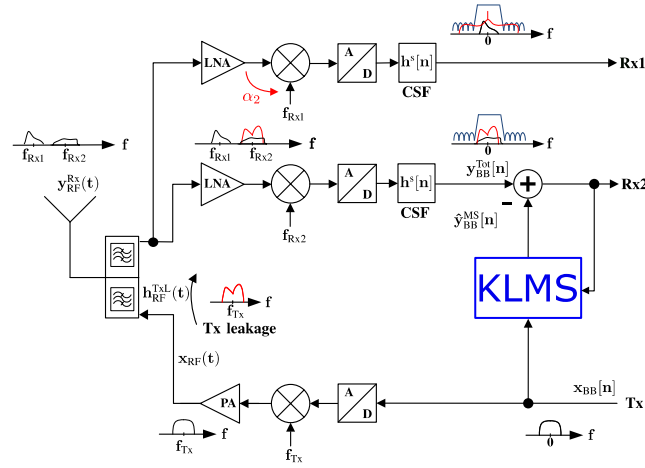 0
f
LNA
A
D
h^s[n]
Rx1
α_2
f_Rx1
CSF
f_Rx1 f_Rx2 f
f_Rx1 f_Rx2 f
0
f
y_RF^Rx(t)
LNA
A
D
h^s[n]
y_BB^Tot[n]
+
Rx2
f_Rx2
CSF
−
ŷ_BB^MS[n]
h_RF^TxL(t)
f_Tx
f
Tx leakage
KLMS
x_RF(t)
PA
A
D
x_BB[n]
Tx
f_Tx
f
f_Tx
0
f